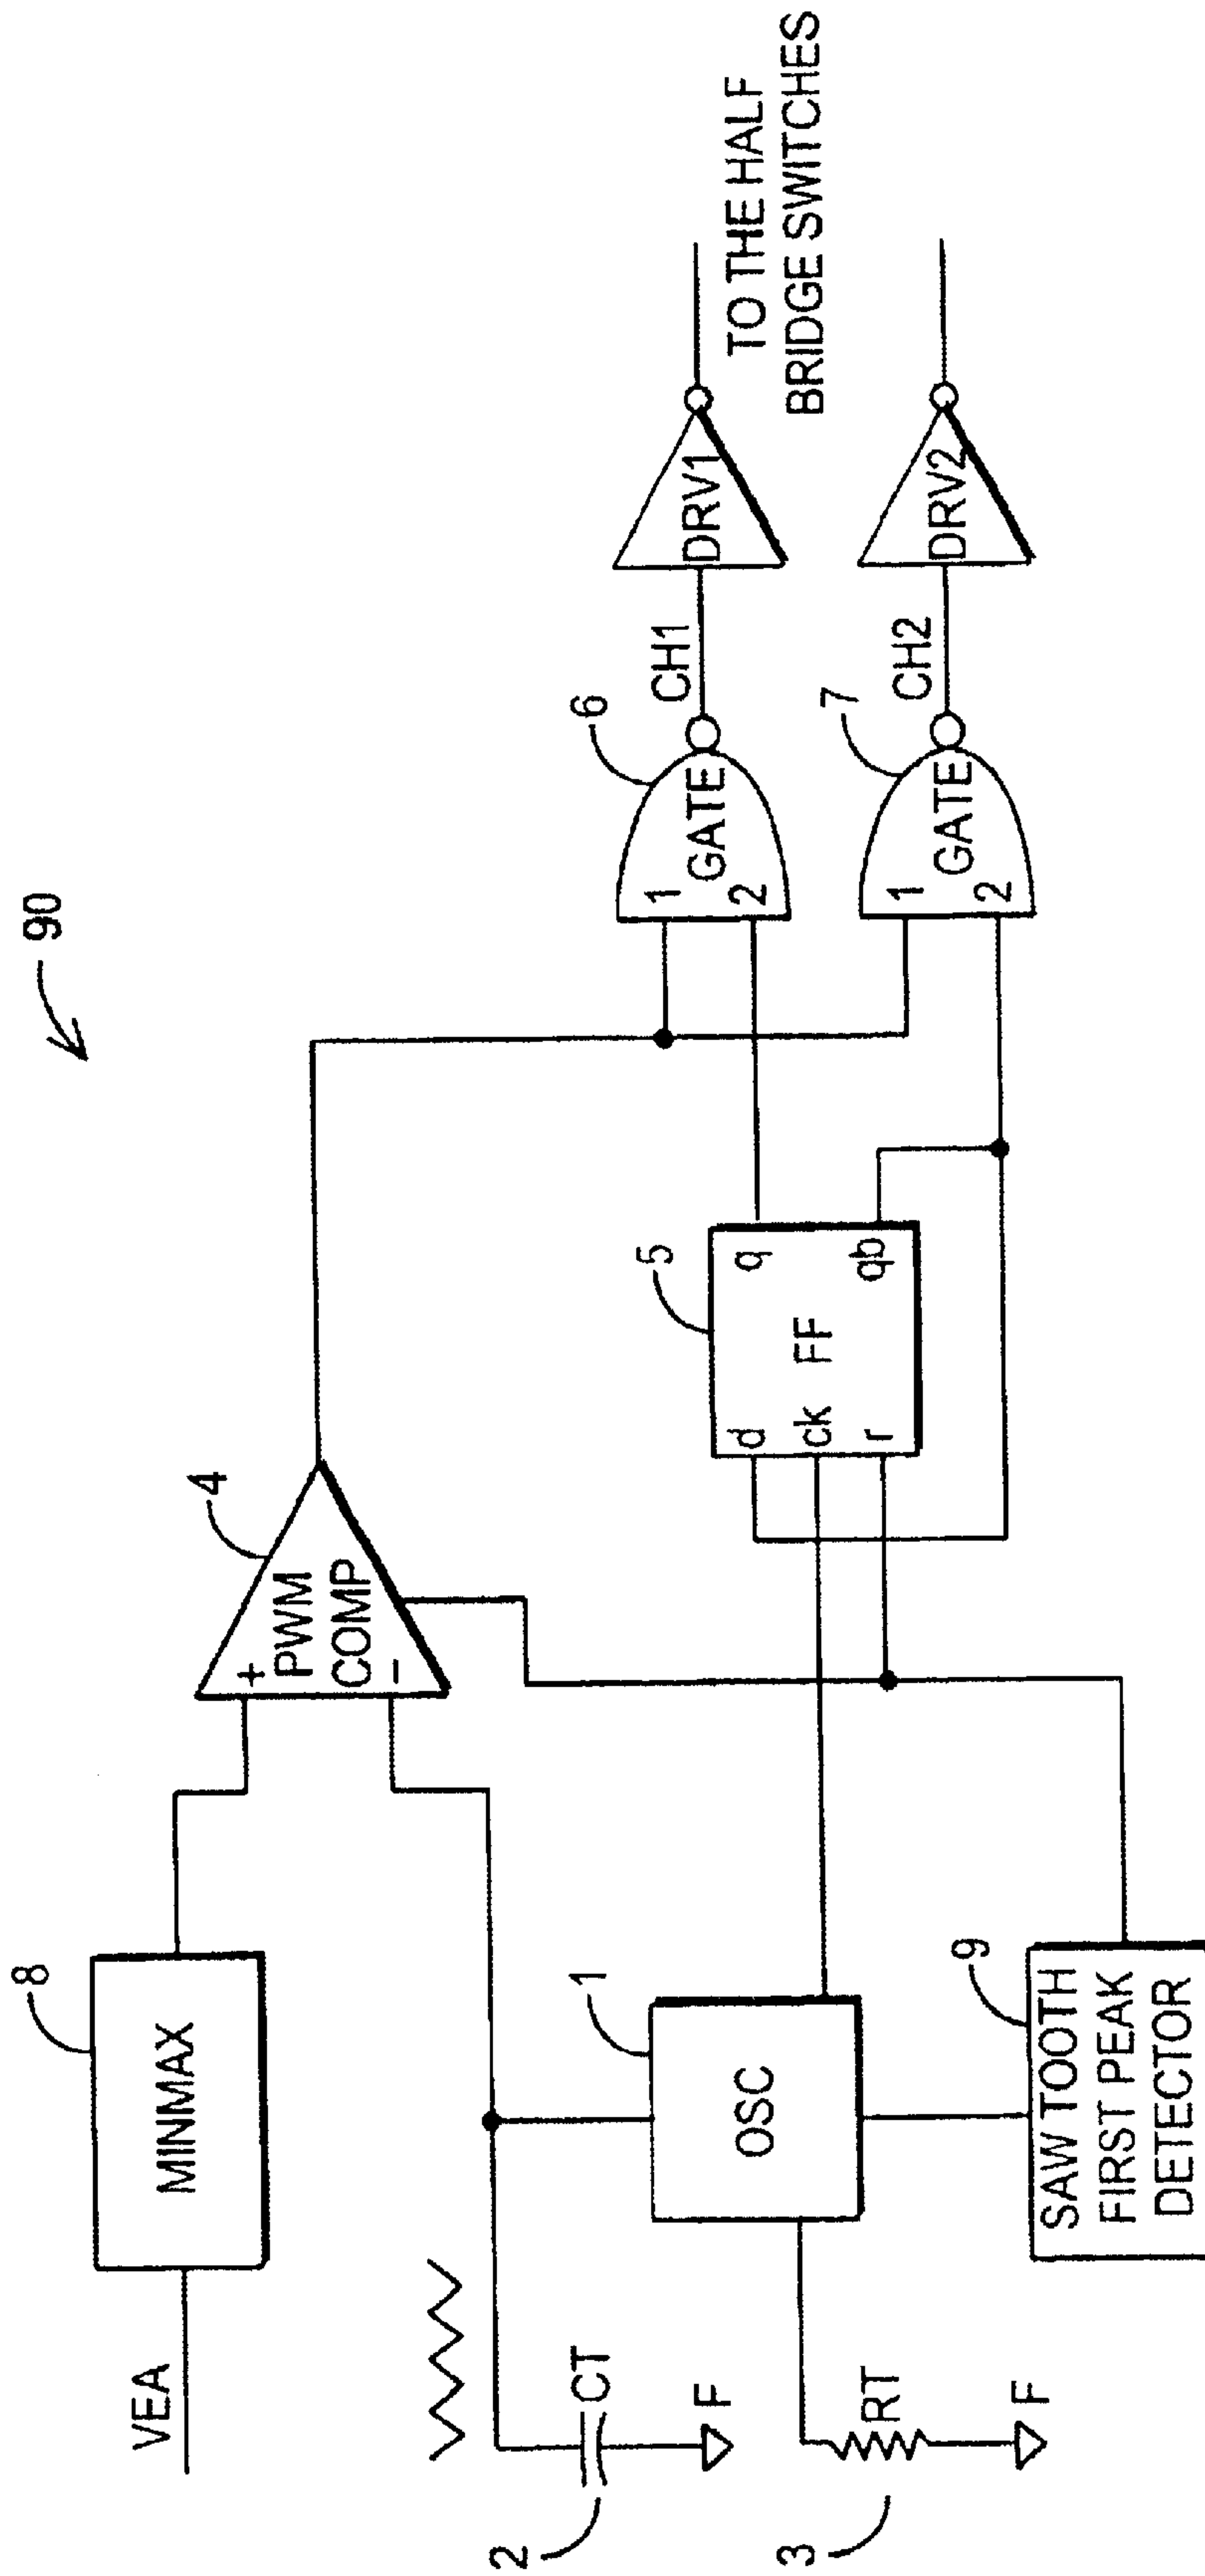 90
8
MINMAX
VEA
4
+
PWM
COMP
−
6
1
GATE
2
CH1
DRV1
TO THE HALF
BRIDGE SWITCHES
7
1
GATE
2
CH2
DRV2
5
d
ck
r
FF
q
qb
1
OSC
CT
2
F
RT
3
F
9
SAW TOOTH
FIRST PEAK
DETECTOR